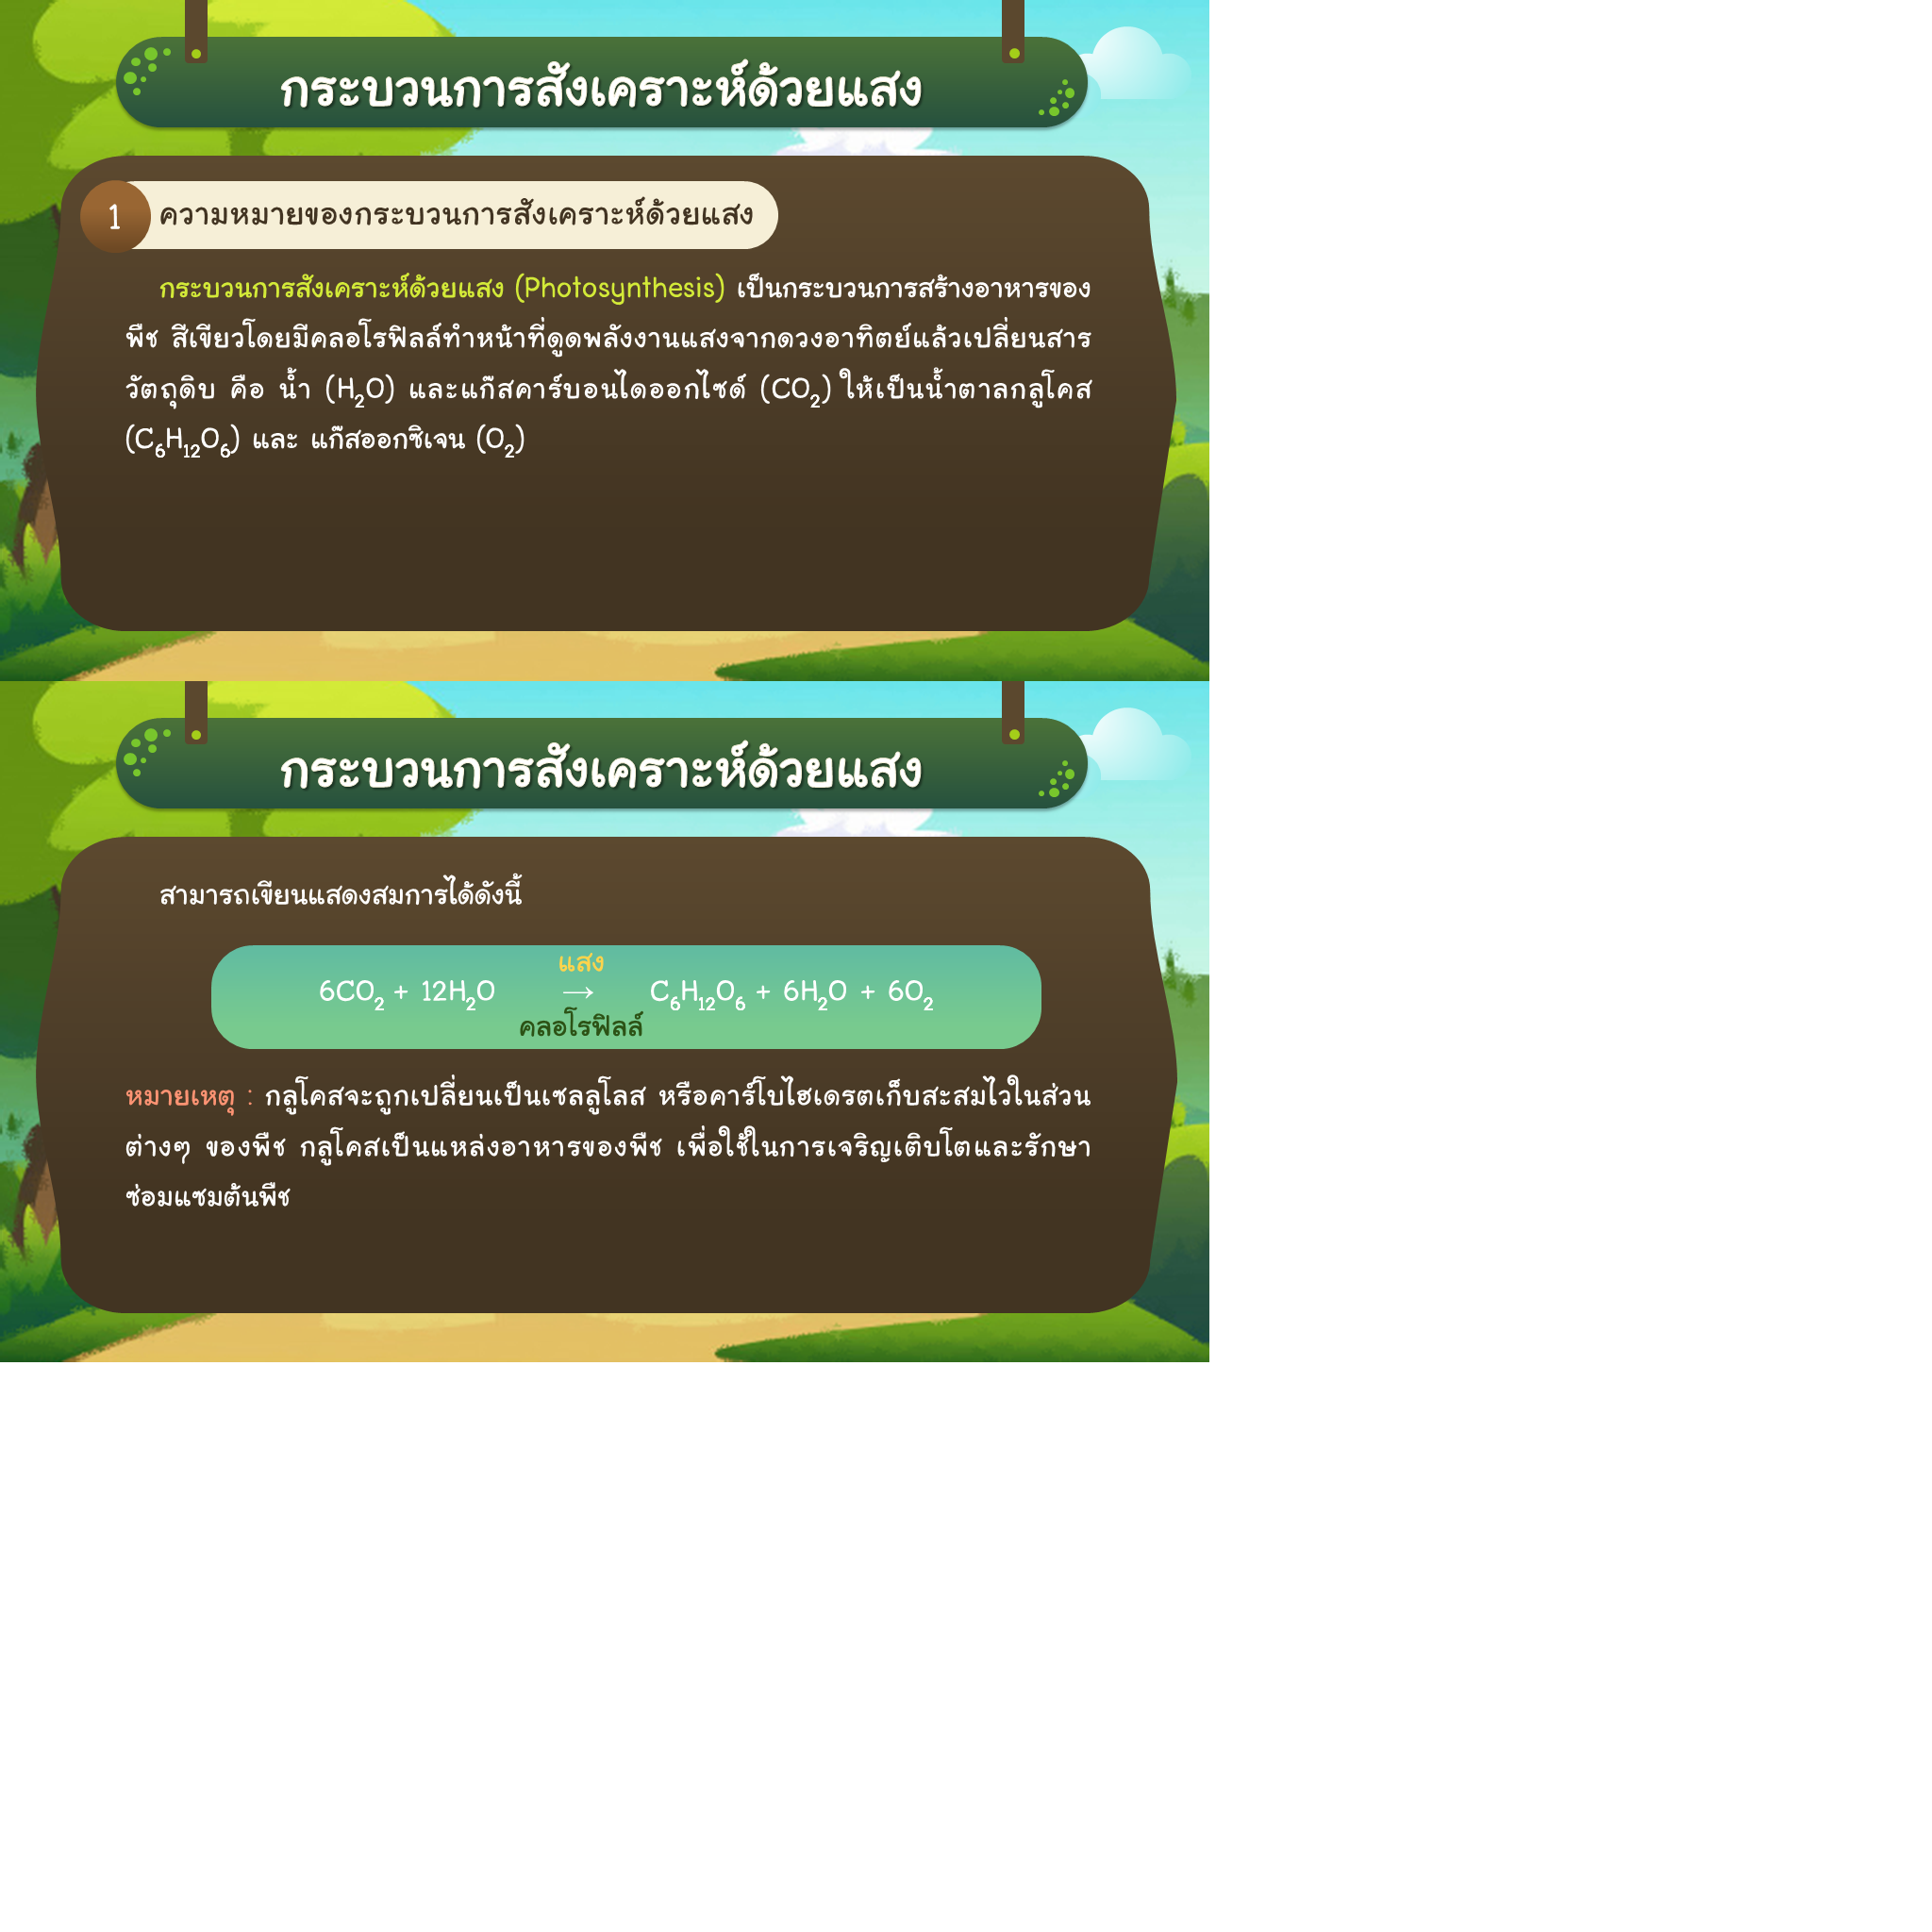 กระบวนการสังเคราะห์ด้วยแสง
1 ความหมายของกระบวนการสังเคราะห์ด้วยแสง
กระบวนการสังเคราะห์ด้วยแสง (Photosynthesis) เป็นกระบวนการสร้างอาหารของ
พืช สีเขียวโดยมีคลอโรฟิลล์ทำหน้าที่ดูดพลังงานแสงจากดวงอาทิตย์แล้วเปลี่ยนสาร
วัตถุดิบ คือ น้ำ (H₂O) และแก๊สคาร์บอนไดออกไซด์ (CO₂) ให้เป็นน้ำตาลกลูโคส
(C₆H₁₂O₆) และ แก๊สออกซิเจน (O₂)
กระบวนการสังเคราะห์ด้วยแสง
สามารถเขียนแสดงสมการได้ดังนี้
แสง
6CO₂ + 12H₂O → C₆H₁₂O₆ + 6H₂O + 6O₂
คลอโรฟิลล์
หมายเหตุ : กลูโคสจะถูกเปลี่ยนเป็นเซลลูโลส หรือคาร์โบไฮเดรตเก็บสะสมไวในส่วน
ต่างๆ ของพืช กลูโคสเป็นแหล่งอาหารของพืช เพื่อใช้ในการเจริญเติบโตและรักษา
ซ่อมแซมต้นพืช